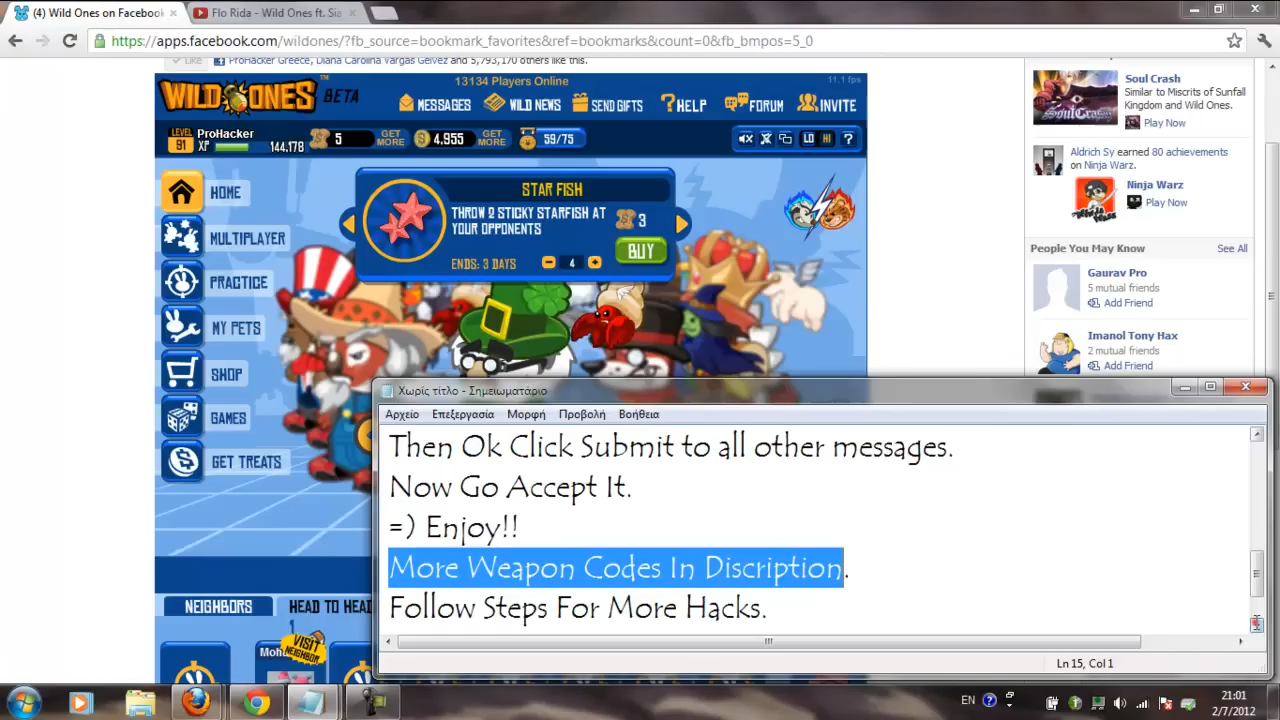 (4) Wild Ones on Facebook
Flo Rida - Wild Ones ft. Sia
https://apps.facebook.com/wildones/?fb_source=bookmark_favorites&ref=bookmarks&count=0&fb_bmpos=5_0
Like
ProHacker Greece, Diana Carolina Vargas Gelvez and 5,793,170 others like this.
WILD ONES™ BETA
13134 Players Online
11.1 fps
MESSAGES
WILD NEWS
SEND GIFTS
HELP
FORUM
INVITE
LEVEL 91
ProHacker
XP
144,178
5
GET MORE
4,955
GET MORE
59/75
LO
HI
?
HOME
MULTIPLAYER
PRACTICE
MY PETS
SHOP
GAMES
GET TREATS
STAR FISH
THROW 2 STICKY STARFISH AT
YOUR OPPONENTS
3
BUY
ENDS: 3 DAYS
4
NEIGHBORS
HEAD TO HEAD
VISIT NEIGHBOR
Soul Crash
Similar to Miscrits of Sunfall
Kingdom and Wild Ones.
Play Now
Aldrich Sy earned 80 achievements
on Ninja Warz.
Ninja Warz
Play Now
People You May Know
See All
Gaurav Pro
5 mutual friends
Add Friend
Imanol Tony Hax
2 mutual friends
Add Friend
Χωρίς τίτλο - Σημειωματάριο
Αρχείο Επεξεργασία Μορφή Προβολή Βοήθεια
Then Ok Click Submit to all other messages.
Now Go Accept It.
=) Enjoy!!
More Weapon Codes In Discription.
Follow Steps For More Hacks.
Ln 15, Col 1
EN
21:01
2/7/2012